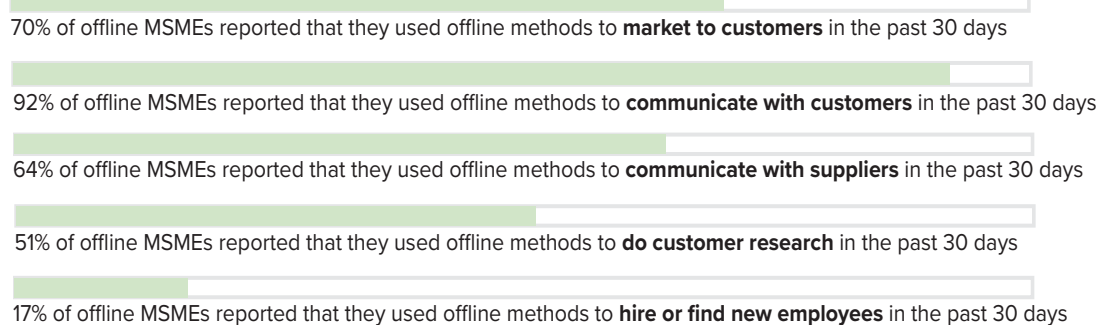 70% of offline MSMEs reported that they used offline methods to market to customers in the past 30 days
92% of offline MSMEs reported that they used offline methods to communicate with customers in the past 30 days
64% of offline MSMEs reported that they used offline methods to communicate with suppliers in the past 30 days
51% of offline MSMEs reported that they used offline methods to do customer research in the past 30 days
17% of offline MSMEs reported that they used offline methods to hire or find new employees in the past 30 days